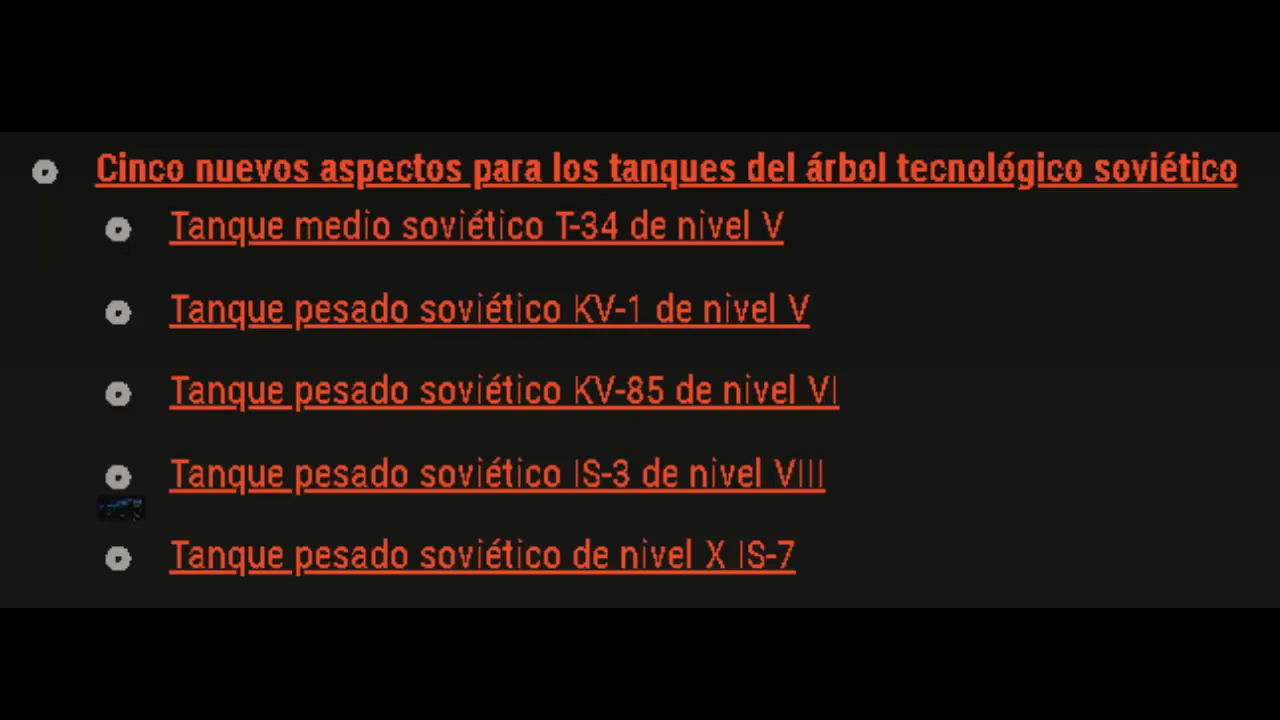 Cinco nuevos aspectos para los tanques del árbol tecnológico soviético
Tanque medio soviético T-34 de nivel V
Tanque pesado soviético KV-1 de nivel V
Tanque pesado soviético KV-85 de nivel VI
Tanque pesado soviético IS-3 de nivel VIII
Tanque pesado soviético de nivel X IS-7